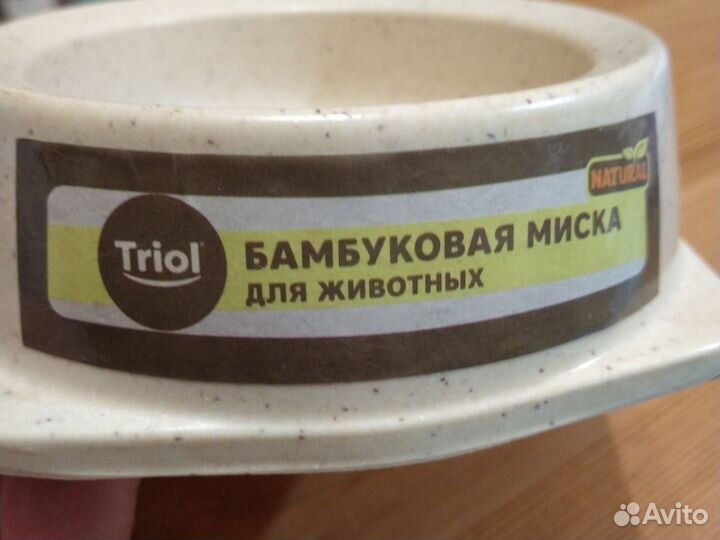 NATURAL
Triol
БАМБУКОВАЯ МИСКА
ДЛЯ ЖИВОТНЫХ
Avito